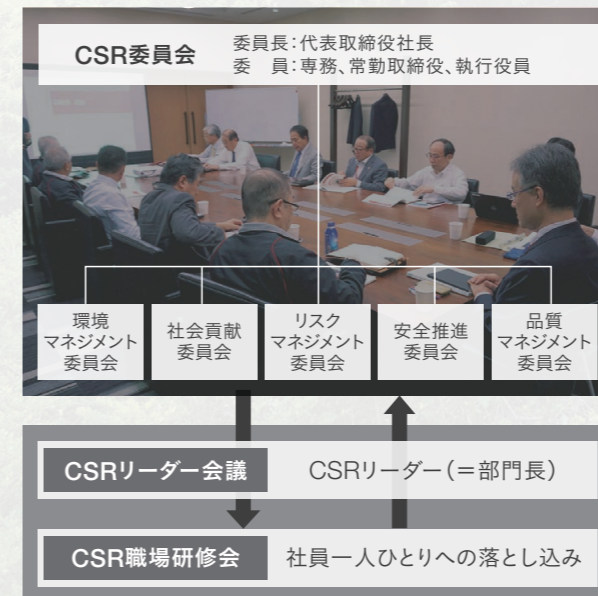 CSR委員会
委員長：代表取締役社長
委　員：専務、常勤取締役、執行役員
環境
マネジメント
委員会
社会貢献
委員会
リスク
マネジメント
委員会
安全推進
委員会
品質
マネジメント
委員会
CSRリーダー会議　CSRリーダー（＝部門長）
CSR職場研修会　社員一人ひとりへの落とし込み